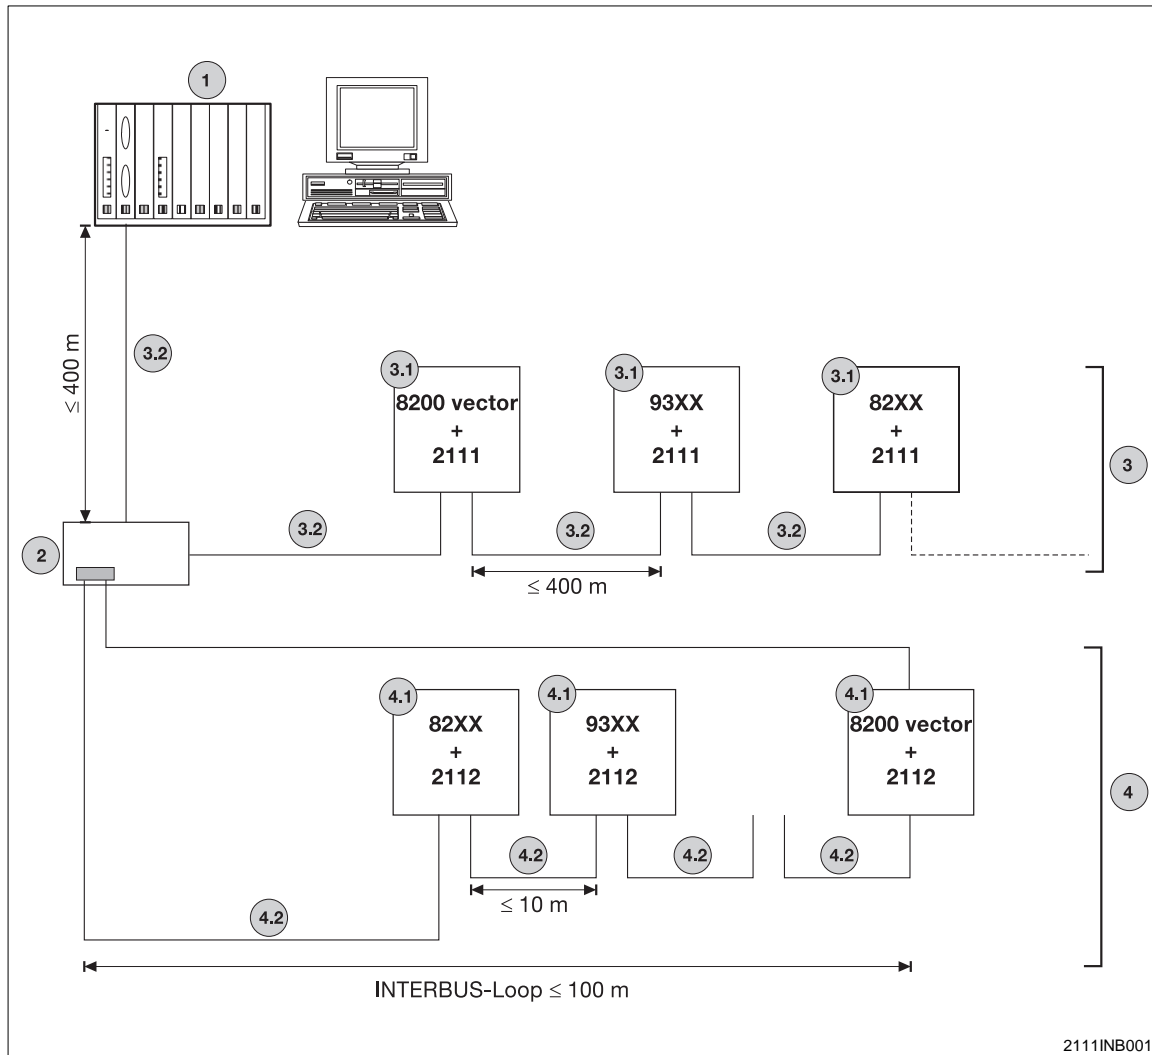 1
≤ 400 m
3.2
3.1
8200 vector
+
2111
3.1
93XX
+
2111
3.1
82XX
+
2111
3
2
3.2
3.2
3.2
≤ 400 m
4.1
82XX
+
2112
4.1
93XX
+
2112
4.1
8200 vector
+
2112
4
4.2
4.2
4.2
≤ 10 m
4.2
INTERBUS-Loop ≤ 100 m
2111INB001